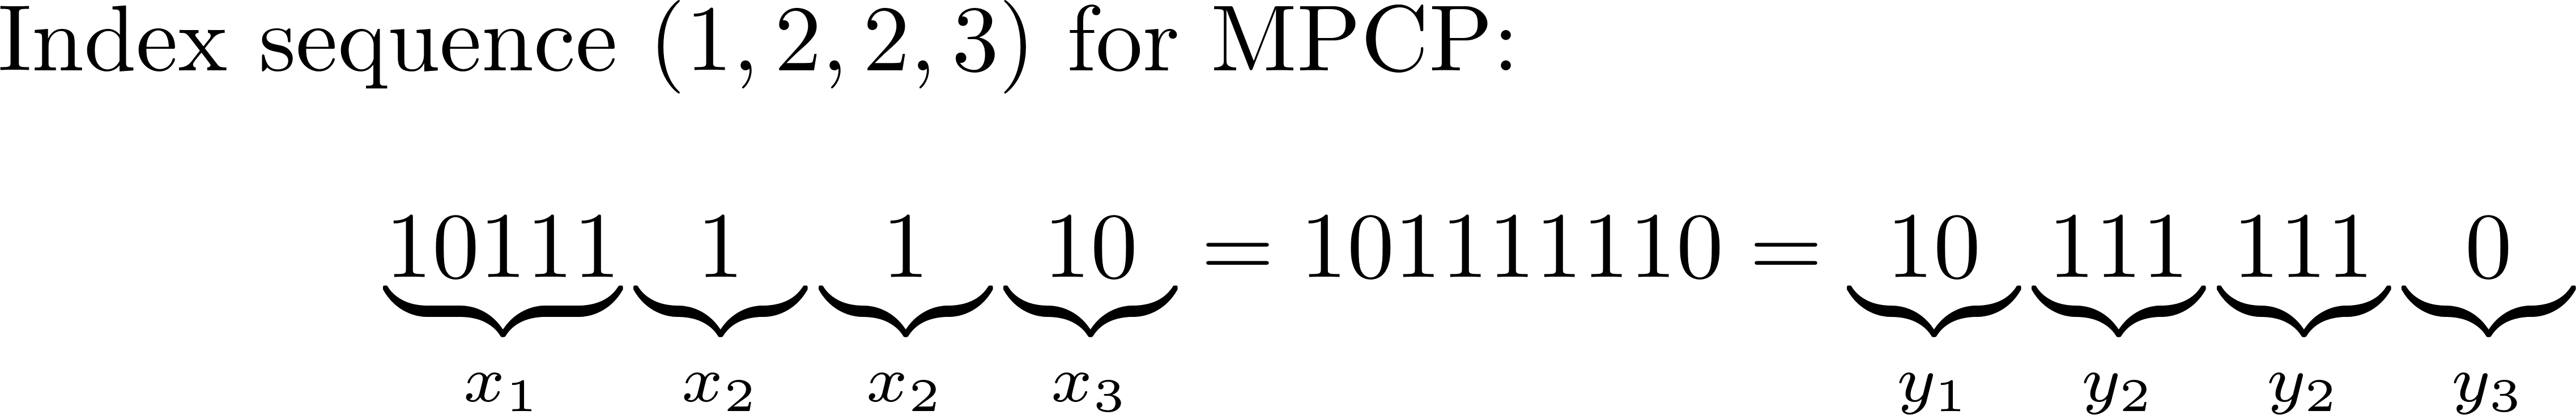 Index sequence (1, 2, 2, 3) for MPCP:
10111 1 1 10 = 101111110 = 10 111 111 0
x₁ x₂ x₂ x₃ y₁ y₂ y₂ y₃